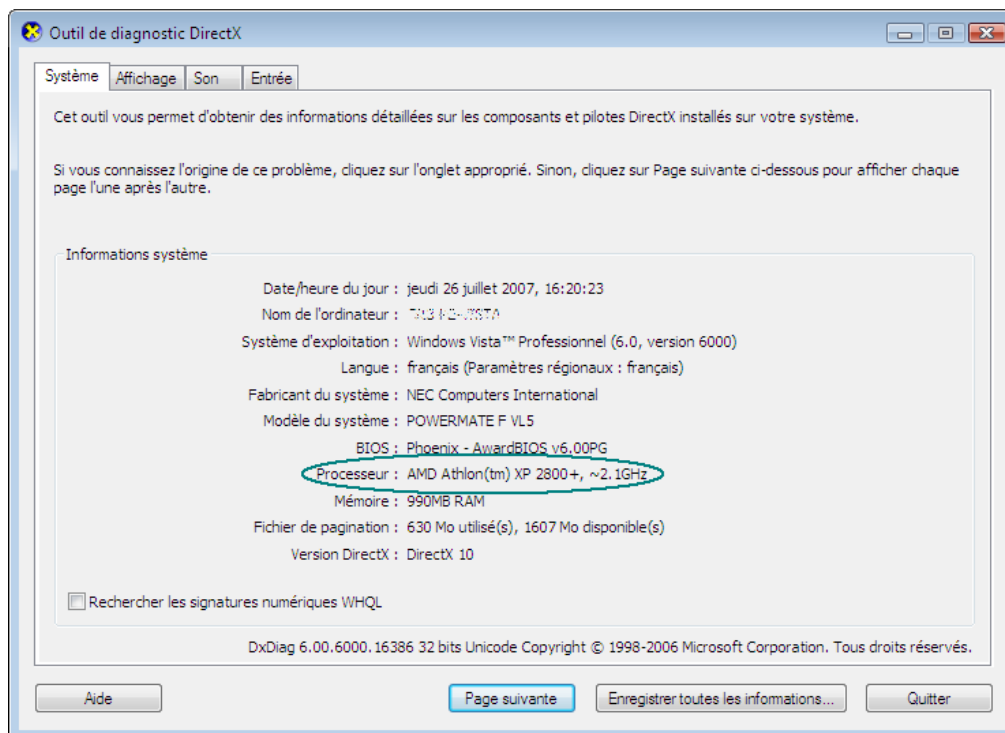 Outil de diagnostic DirectX
Système Affichage Son Entrée
Cet outil vous permet d'obtenir des informations détaillées sur les composants et pilotes DirectX installés sur votre système.
Si vous connaissez l'origine de ce problème, cliquez sur l'onglet approprié. Sinon, cliquez sur Page suivante ci-dessous pour afficher chaque
page l'une après l'autre.
Informations système
Date/heure du jour : jeudi 26 juillet 2007, 16:20:23
Nom de l'ordinateur :
Système d'exploitation : Windows Vista™ Professionnel (6.0, version 6000)
Langue : français (Paramètres régionaux : français)
Fabricant du système : NEC Computers International
Modèle du système : POWERMATE F VL5
BIOS : Phoenix - AwardBIOS v6.00PG
Processeur : AMD Athlon(tm) XP 2800+, ~2.1GHz
Mémoire : 990MB RAM
Fichier de pagination : 630 Mo utilisé(s), 1607 Mo disponible(s)
Version DirectX : DirectX 10
Rechercher les signatures numériques WHQL
DxDiag 6.00.6000.16386 32 bits Unicode Copyright © 1998-2006 Microsoft Corporation. Tous droits réservés.
Aide Page suivante Enregistrer toutes les informations... Quitter